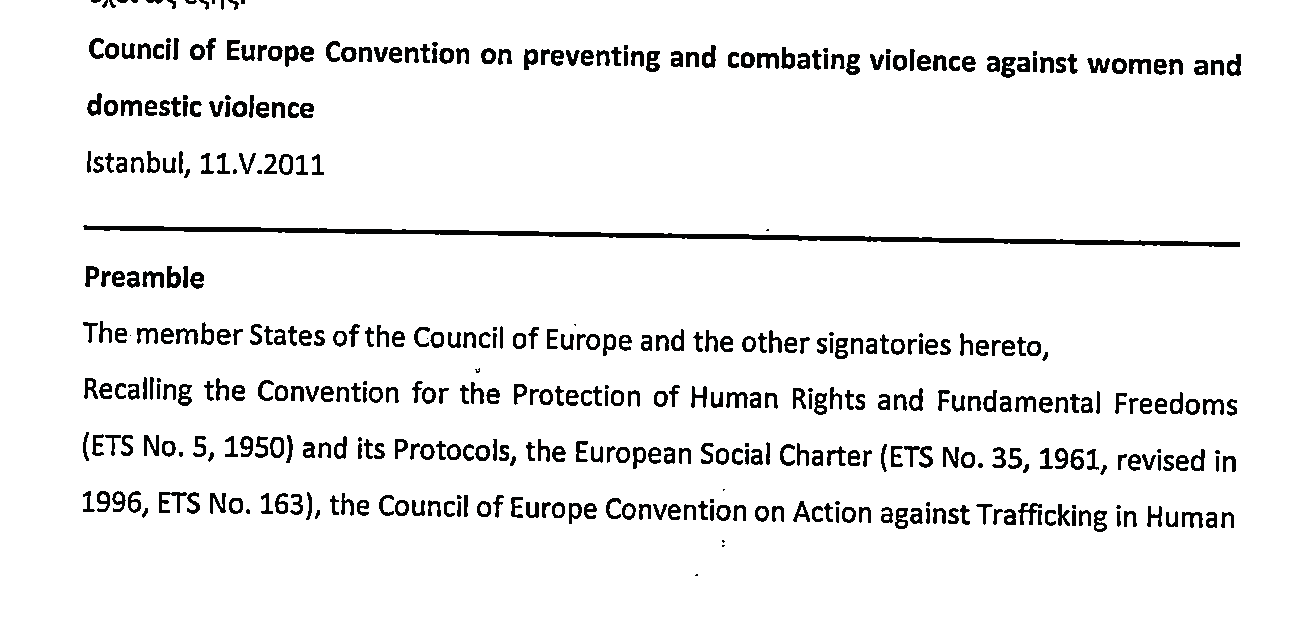 έχει ως εξής:
Council of Europe Convention on preventing and combating violence against women and
domestic violence
Istanbul, 11.V.2011
Preamble
The member States of the Council of Europe and the other signatories hereto,
Recalling the Convention for the Protection of Human Rights and Fundamental Freedoms
(ETS No. 5, 1950) and its Protocols, the European Social Charter (ETS No. 35, 1961, revised in
1996, ETS No. 163), the Council of Europe Convention on Action against Trafficking in Human